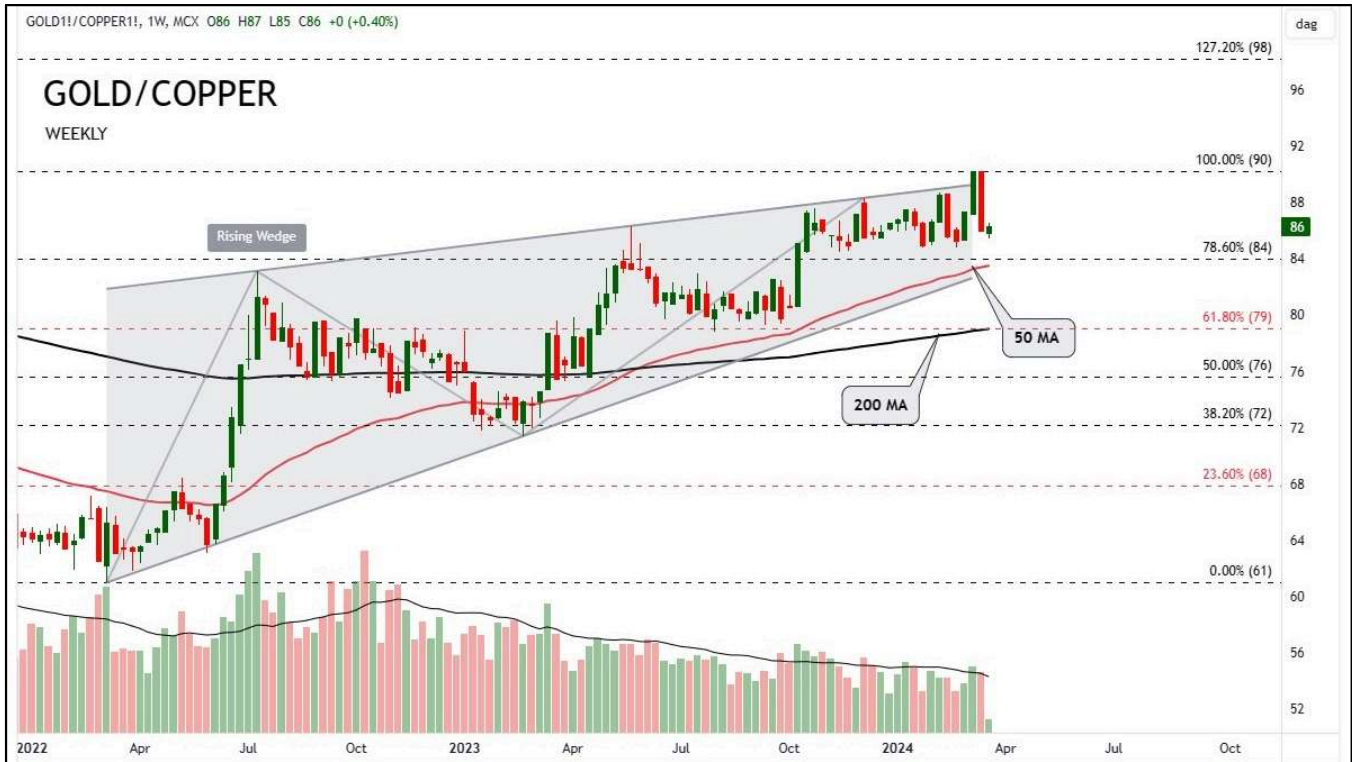 GOLD1!/COPPER1!, 1W, MCX O86 H87 L85 C86 +0 (+0.40%)
dag
127.20% (98)
GOLD/COPPER
WEEKLY
96
92
100.00% (90)
88
Rising Wedge
86
78.60% (84)
84
80
61.80% (79)
50 MA
50.00% (76)
76
200 MA
38.20% (72)
72
23.60% (68)
68
64
0.00% (61)
60
56
52
2022 Apr Jul Oct 2023 Apr Jul Oct 2024 Apr Jul Oct